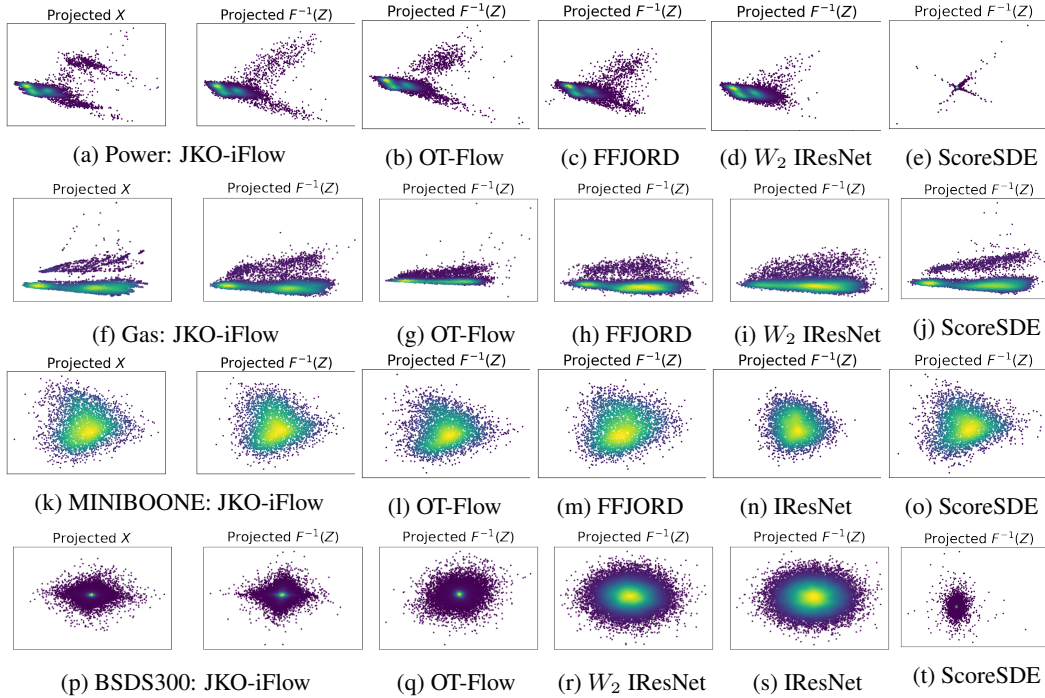 Projected X Projected F⁻¹(Z) Projected F⁻¹(Z) Projected F⁻¹(Z) Projected F⁻¹(Z) Projected F⁻¹(Z)
(a) Power: JKO-iFlow (b) OT-Flow (c) FFJORD (d) W₂ IResNet (e) ScoreSDE
Projected X Projected F⁻¹(Z) Projected F⁻¹(Z) Projected F⁻¹(Z) Projected F⁻¹(Z) Projected F⁻¹(Z)
(f) Gas: JKO-iFlow (g) OT-Flow (h) FFJORD (i) W₂ IResNet (j) ScoreSDE
Projected X Projected F⁻¹(Z) Projected F⁻¹(Z) Projected F⁻¹(Z) Projected F⁻¹(Z) Projected F⁻¹(Z)
(k) MINIBOONE: JKO-iFlow (l) OT-Flow (m) FFJORD (n) IResNet (o) ScoreSDE
Projected X Projected F⁻¹(Z) Projected F⁻¹(Z) Projected F⁻¹(Z) Projected F⁻¹(Z) Projected F⁻¹(Z)
(p) BSDS300: JKO-iFlow (q) OT-Flow (r) W₂ IResNet (s) IResNet (t) ScoreSDE